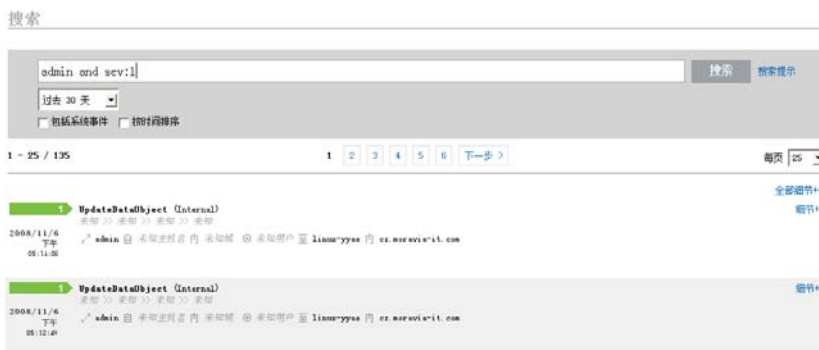 搜索
admin and sev:1
搜索 搜索提示
过去 30 天
包括系统事件 按时间排序
1 - 25 / 135 1 2 3 4 5 6 下一步 > 每页 25
全部细节+
1 UpdateDataObject (Internal) 细节+
未知 >> 未知 >> 未知 >> 未知
2008/11/6 下午 admin 自 未知主机名 内 未知域 未知用户 至 linux-yyso 内 cz.moravia-it.com
1 UpdateDataObject (Internal) 细节+
未知 >> 未知 >> 未知 >> 未知
2008/11/6 下午 admin 自 未知主机名 内 未知域 未知用户 至 linux-yyso 内 cz.moravia-it.com